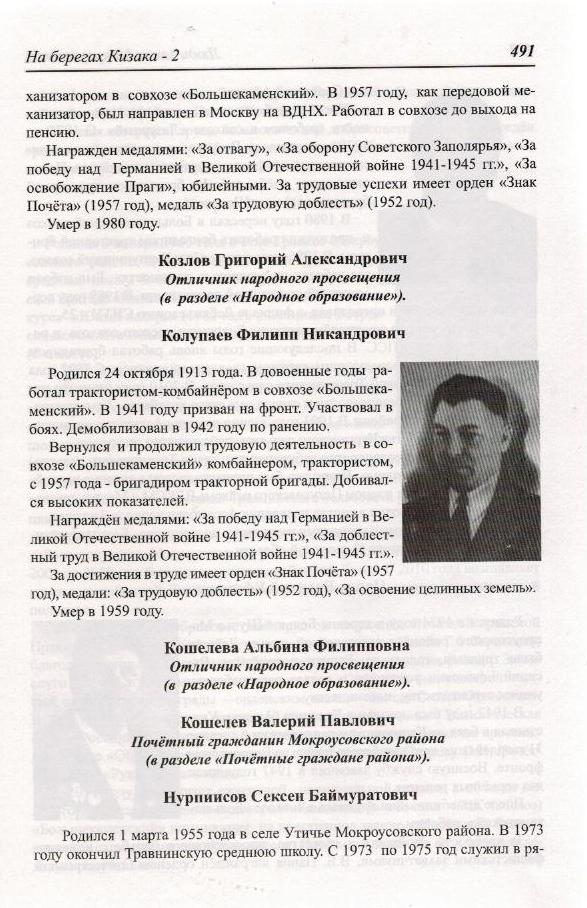 На берегах Кизака - 2
491
ханизатором в совхозе «Большекаменский». В 1957 году, как передовой ме-
ханизатор, был направлен в Москву на ВДНХ. Работал в совхозе до выхода на
пенсию.
Награжден медалями: «За отвагу», «За оборону Советского Заполярья», «За
победу над Германией в Великой Отечественной войне 1941-1945 гг.», «За
освобождение Праги», юбилейными. За трудовые успехи имеет орден «Знак
Почёта» (1957 год), медаль «За трудовую доблесть» (1952 год).
Умер в 1980 году.
Козлов Григорий Александрович
Отличник народного просвещения
(в разделе «Народное образование»).
Колупаев Филипп Никандрович
Родился 24 октября 1913 года. В довоенные годы ра-
ботал трактористом-комбайнёром в совхозе «Большека-
менский». В 1941 году призван на фронт. Участвовал в
боях. Демобилизован в 1942 году по ранению.
Вернулся и продолжил трудовую деятельность в со-
вхозе «Большекаменский» комбайнером, трактористом,
с 1957 года - бригадиром тракторной бригады. Добивал-
ся высоких показателей.
Награждён медалями: «За победу над Германией в Ве-
ликой Отечественной войне 1941-1945 гг.», «За доблест-
ный труд в Великой Отечественной войне 1941-1945 гг.».
За достижения в труде имеет орден «Знак Почёта» (1957
год), медали: «За трудовую доблесть» (1952 год), «За освоение целинных земель».
Умер в 1959 году.
Кошелева Альбина Филипповна
Отличник народного просвещения
(в разделе «Народное образование»).
Кошелев Валерий Павлович
Почётный гражданин Мокроусовского района
(в разделе «Почётные граждане района»).
Нурпиисов Сексен Баймуратович
Родился 1 марта 1955 года в селе Утичье Мокроусовского района. В 1973
году окончил Травнинскую среднюю школу. С 1973 по 1975 год служил в ря-